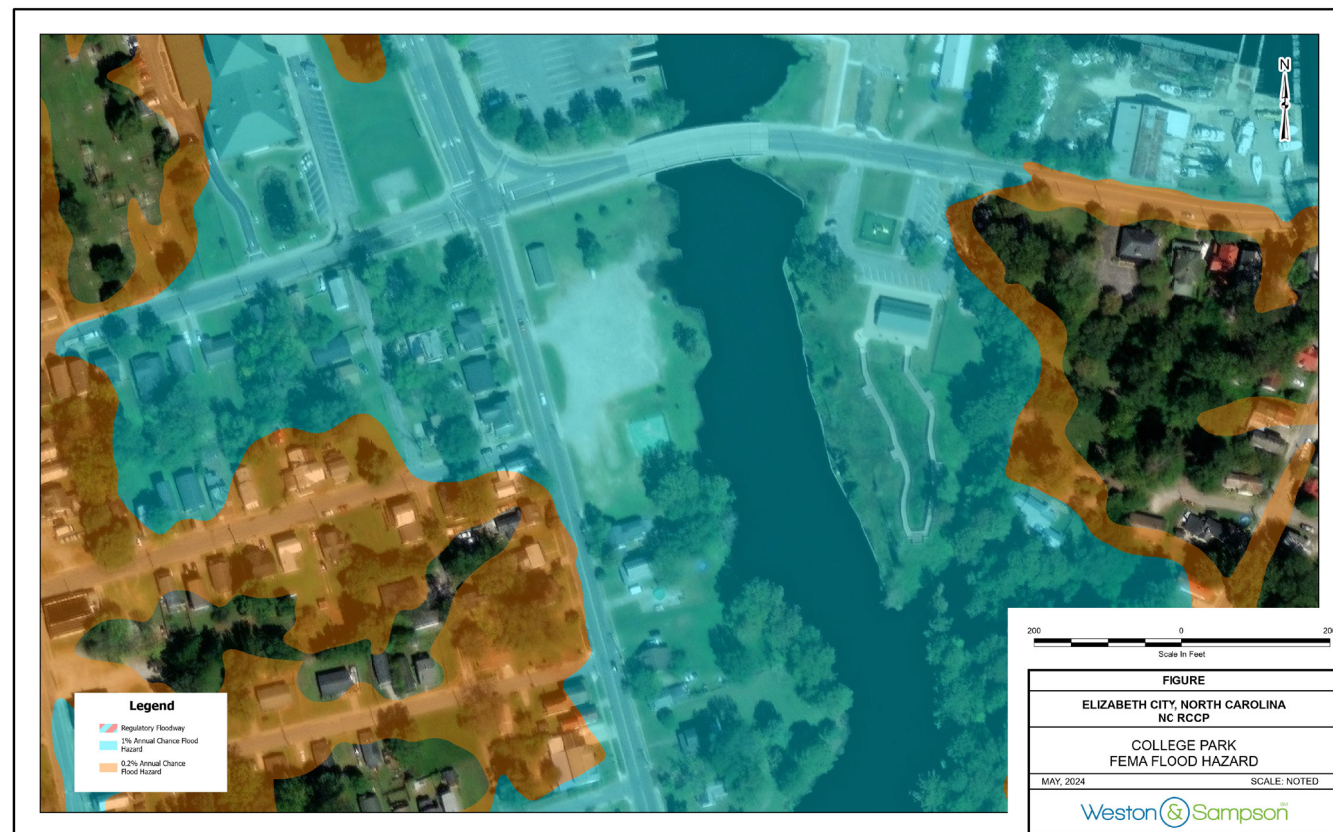 N
Legend
Regulatory Floodway
1% Annual Chance Flood
Hazard
0.2% Annual Chance
Flood Hazard
200 0 200
Scale In Feet
FIGURE
ELIZABETH CITY, NORTH CAROLINA
NC RCCP
COLLEGE PARK
FEMA FLOOD HAZARD
MAY, 2024 SCALE: NOTED
Weston & Sampson